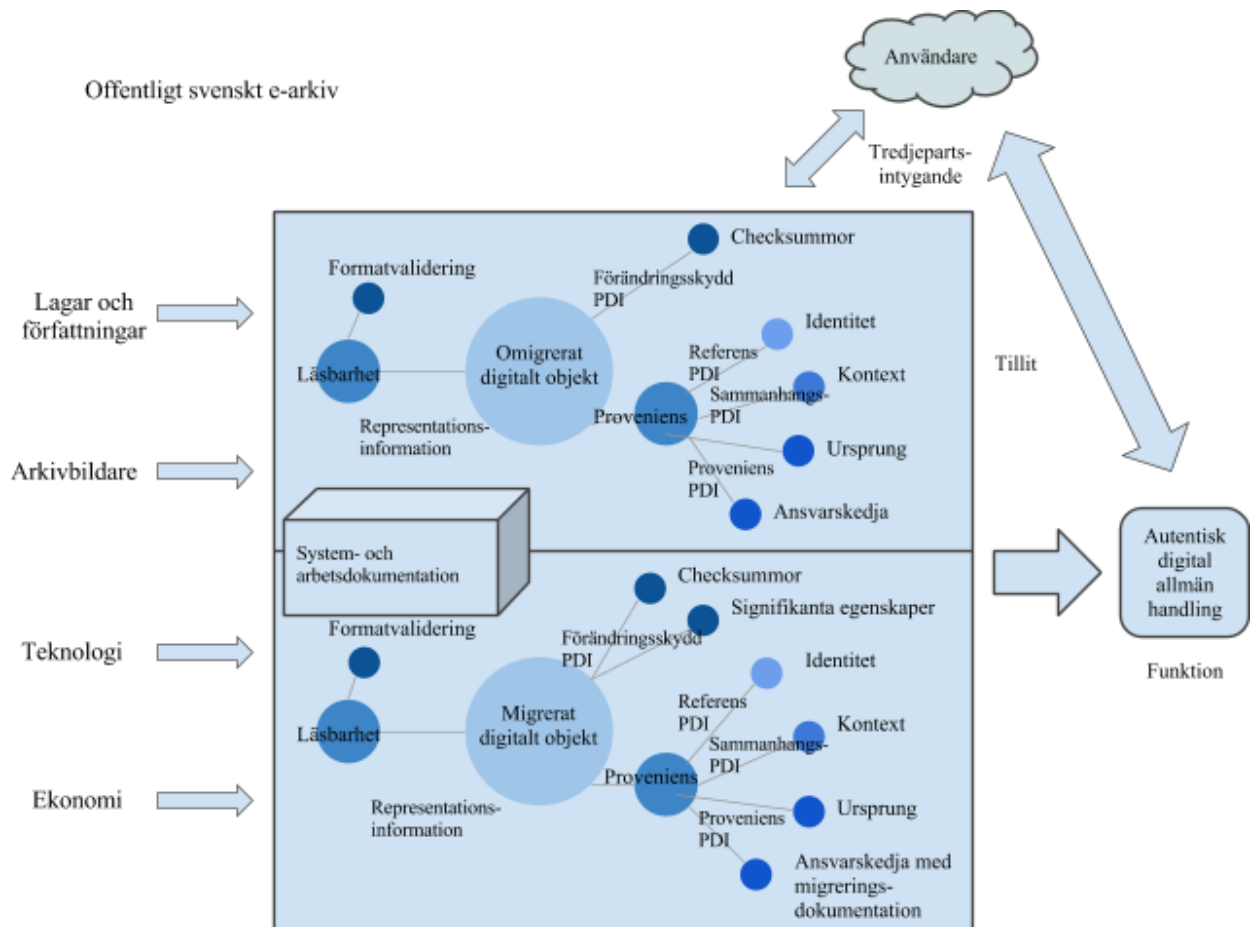 Användare
Offentligt svenskt e-arkiv
Tredjeparts-
intygande
Checksummor
Formatvalidering
Förändringsskydd
PDI
Lagar och
författningar
Identitet
Omigrerat
digitalt objekt
Referens
PDI
Tillit
Läsbarhet
Kontext
Sammanhangs-
PDI
Proveniens
Representations-
information
Ursprung
Arkivbildare
Proveniens
PDI
Ansvarskedja
System- och
arbetsdokumentation
Autentisk
digital
allmän
handling
Checksummor
Signifikanta egenskaper
Formatvalidering
Förändringsskydd
PDI
Teknologi
Identitet
Funktion
Referens
PDI
Migrerat
digitalt objekt
Läsbarhet
Kontext
Sammanhangs-
PDI
Proveniens
Ekonomi
Representations-
information
Ursprung
Proveniens
PDI
Ansvarskedja med
migrerings-
dokumentation